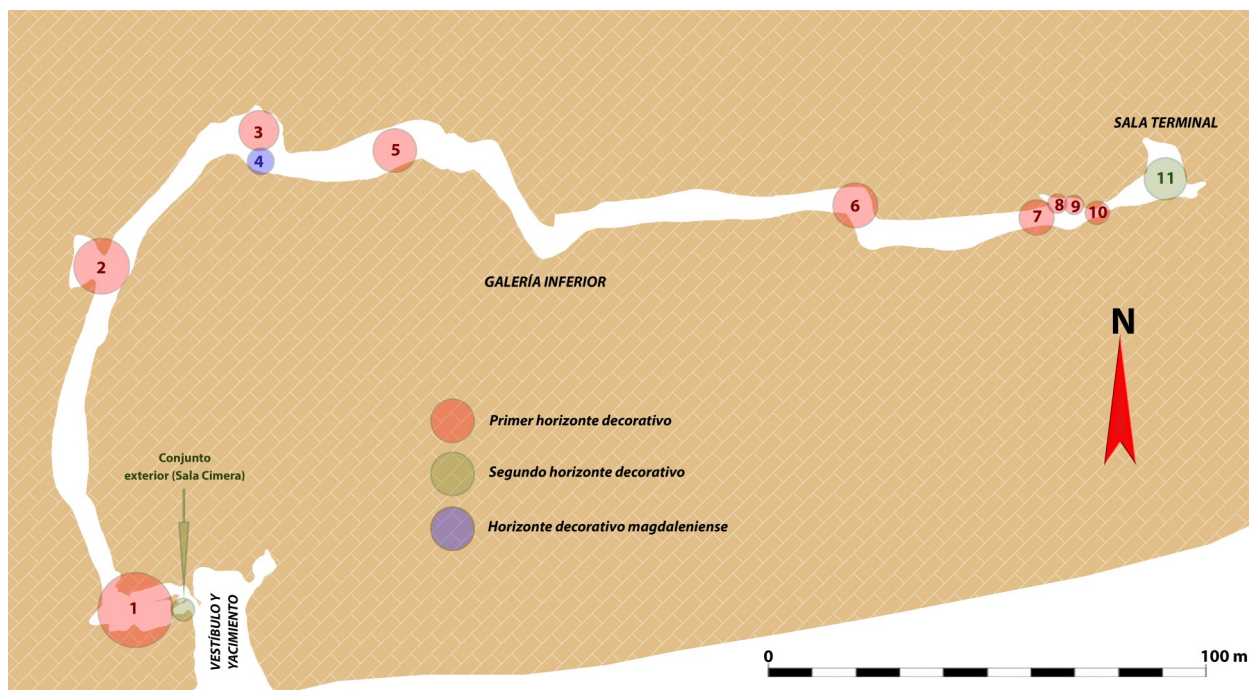 SALA TERMINAL
3
4
5
11
6
8
9
7
10
2
GALERÍA INFERIOR
N
Primer horizonte decorativo
Conjunto
exterior (Sala Cimera)
Segundo horizonte decorativo
Horizonte decorativo magdaleniense
1
VESTÍBULO Y
YACIMIENTO
0
100 m